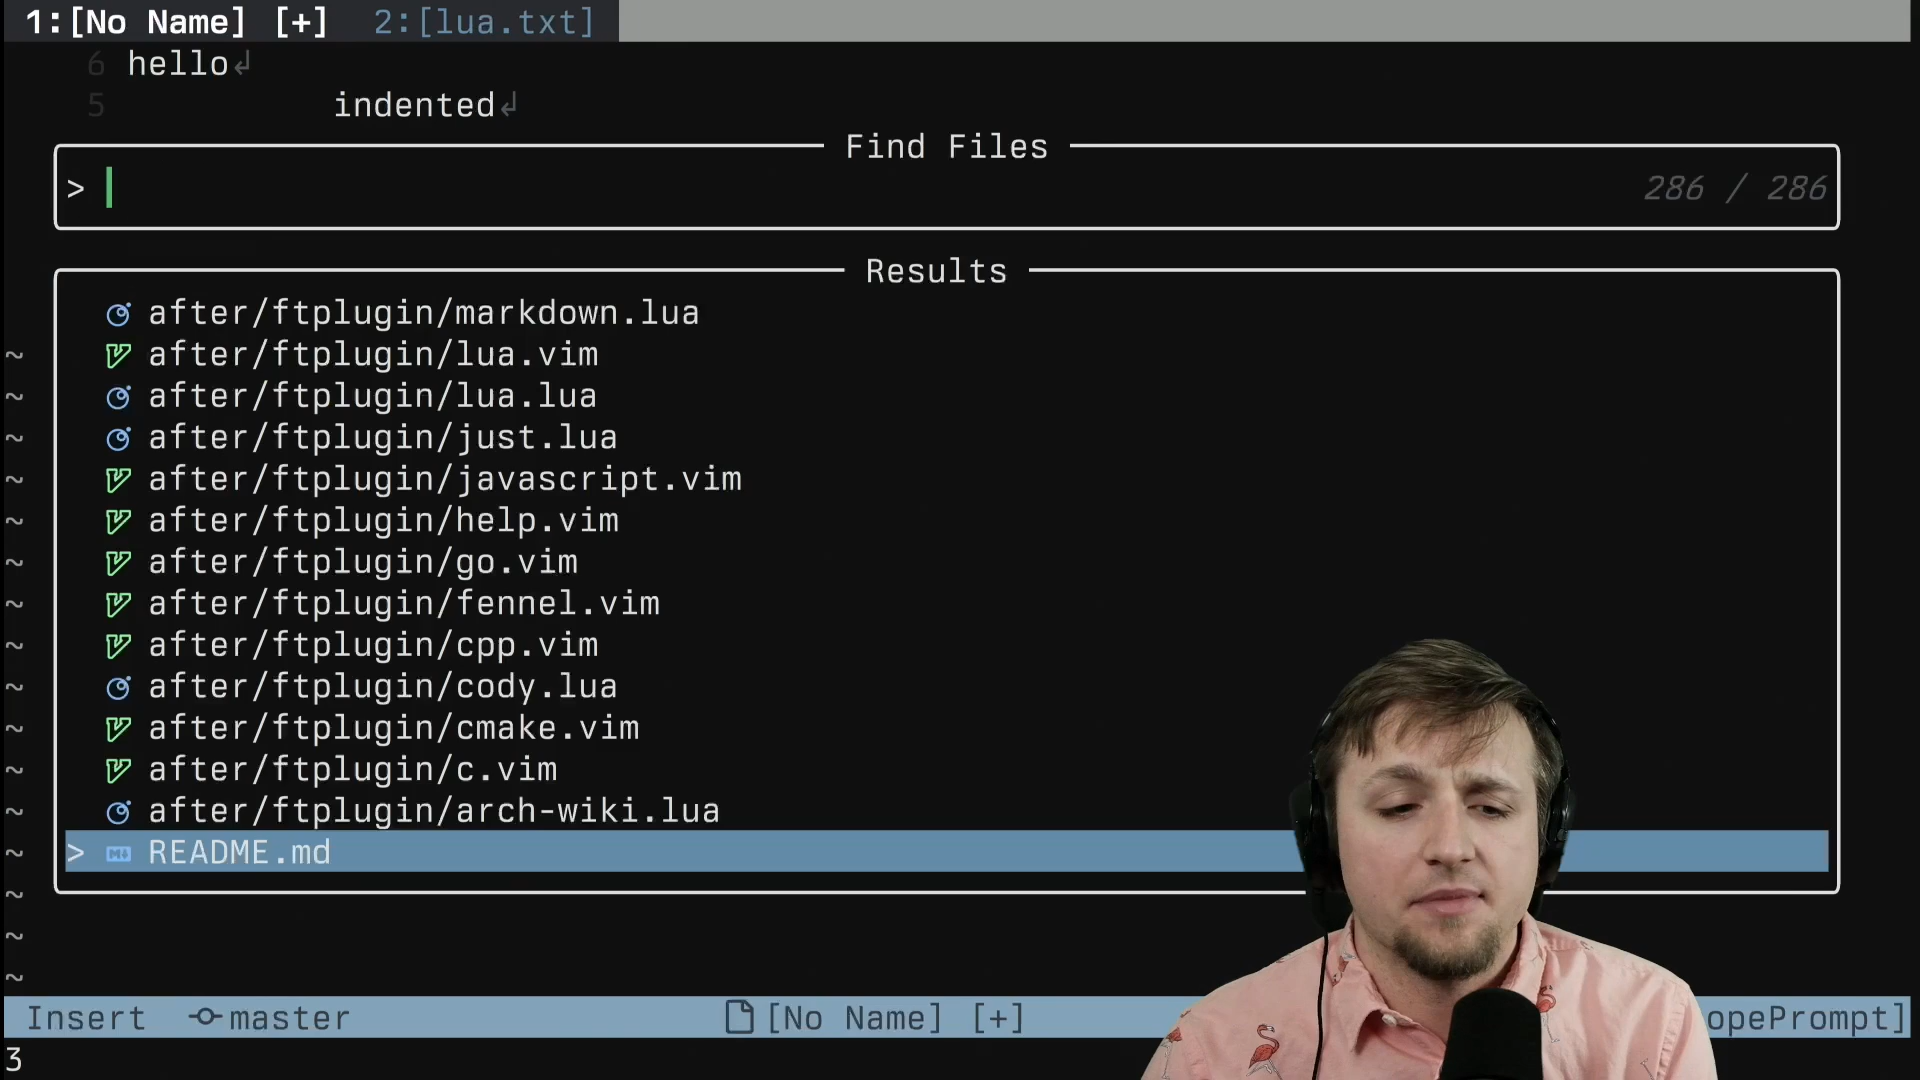 1:[No Name] [+]  2:[lua.txt]
6 hello↲
5 indented↲
Find Files
> 286 / 286
Results
after/ftplugin/markdown.lua
~ after/ftplugin/lua.vim
~ after/ftplugin/lua.lua
~ after/ftplugin/just.lua
~ after/ftplugin/javascript.vim
~ after/ftplugin/help.vim
~ after/ftplugin/go.vim
~ after/ftplugin/fennel.vim
~ after/ftplugin/cpp.vim
~ after/ftplugin/cody.lua
~ after/ftplugin/cmake.vim
~ after/ftplugin/c.vim
~ after/ftplugin/arch-wiki.lua
~ > README.md
~
~
~
Insert master [No Name] [+] opePrompt]
3